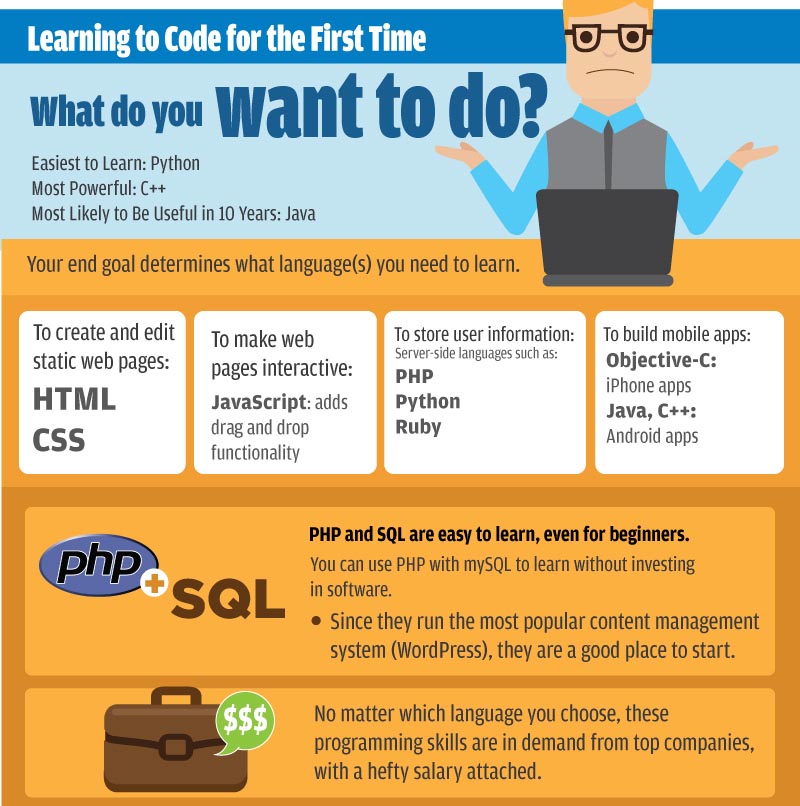 Learning to Code for the First Time
What do you want to do?
Easiest to Learn: Python
Most Powerful: C++
Most Likely to Be Useful in 10 Years: Java
Your end goal determines what language(s) you need to learn.
To create and edit
static web pages:
HTML
CSS
To make web
pages interactive:
JavaScript: adds
drag and drop
functionality
To store user information:
Server-side languages such as:
PHP
Python
Ruby
To build mobile apps:
Objective-C:
iPhone apps
Java, C++:
Android apps
php
+
SQL
PHP and SQL are easy to learn, even for beginners.
You can use PHP with mySQL to learn without investing
in software.
• Since they run the most popular content management
system (WordPress), they are a good place to start.
$$$
No matter which language you choose, these
programming skills are in demand from top companies,
with a hefty salary attached.